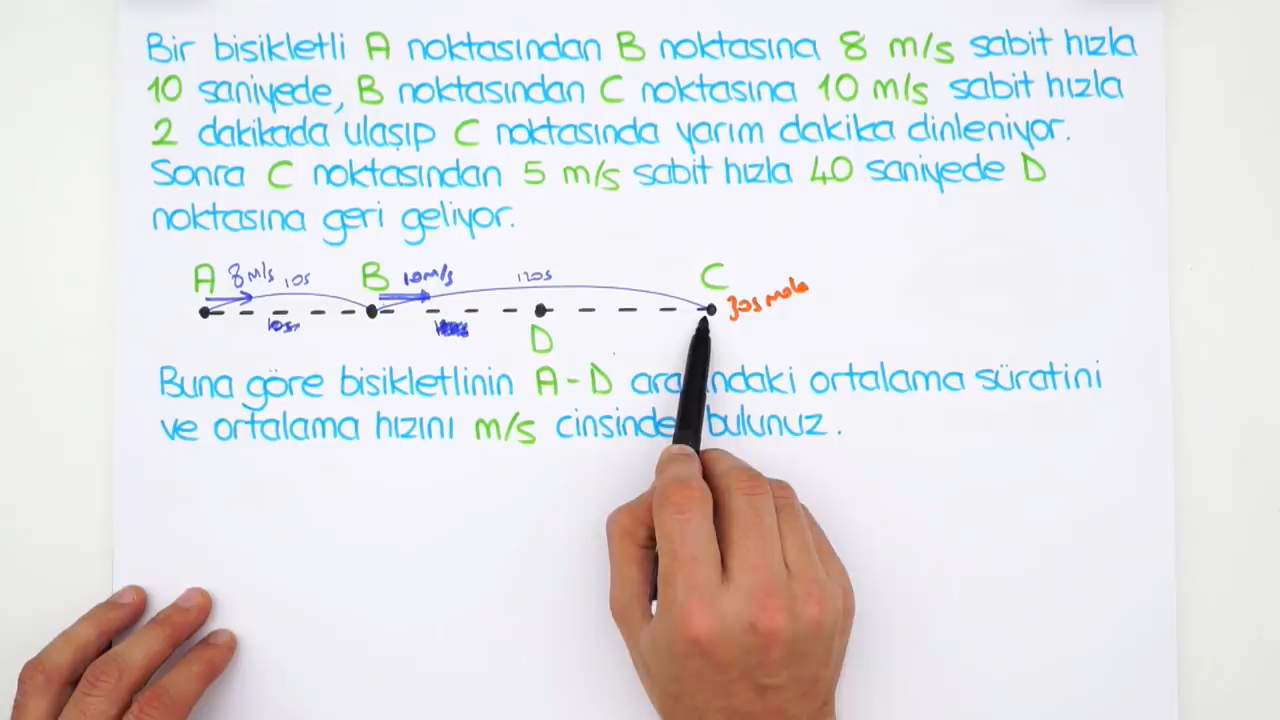 Bir bisikletli A noktasından B noktasına 8 m/s sabit hızla
10 saniyede, B noktasından C noktasına 10 m/s sabit hızla
2 dakikada ulaşıp C noktasında yarım dakika dinleniyor.
Sonra C noktasından 5 m/s sabit hızla 40 saniyede D
noktasına geri geliyor.
A 8m/s 10s B 10m/s 120s C
30s mola
10s
D
Buna göre bisikletlinin A-D arasındaki ortalama süratini
ve ortalama hızını m/s cinsinden bulunuz.